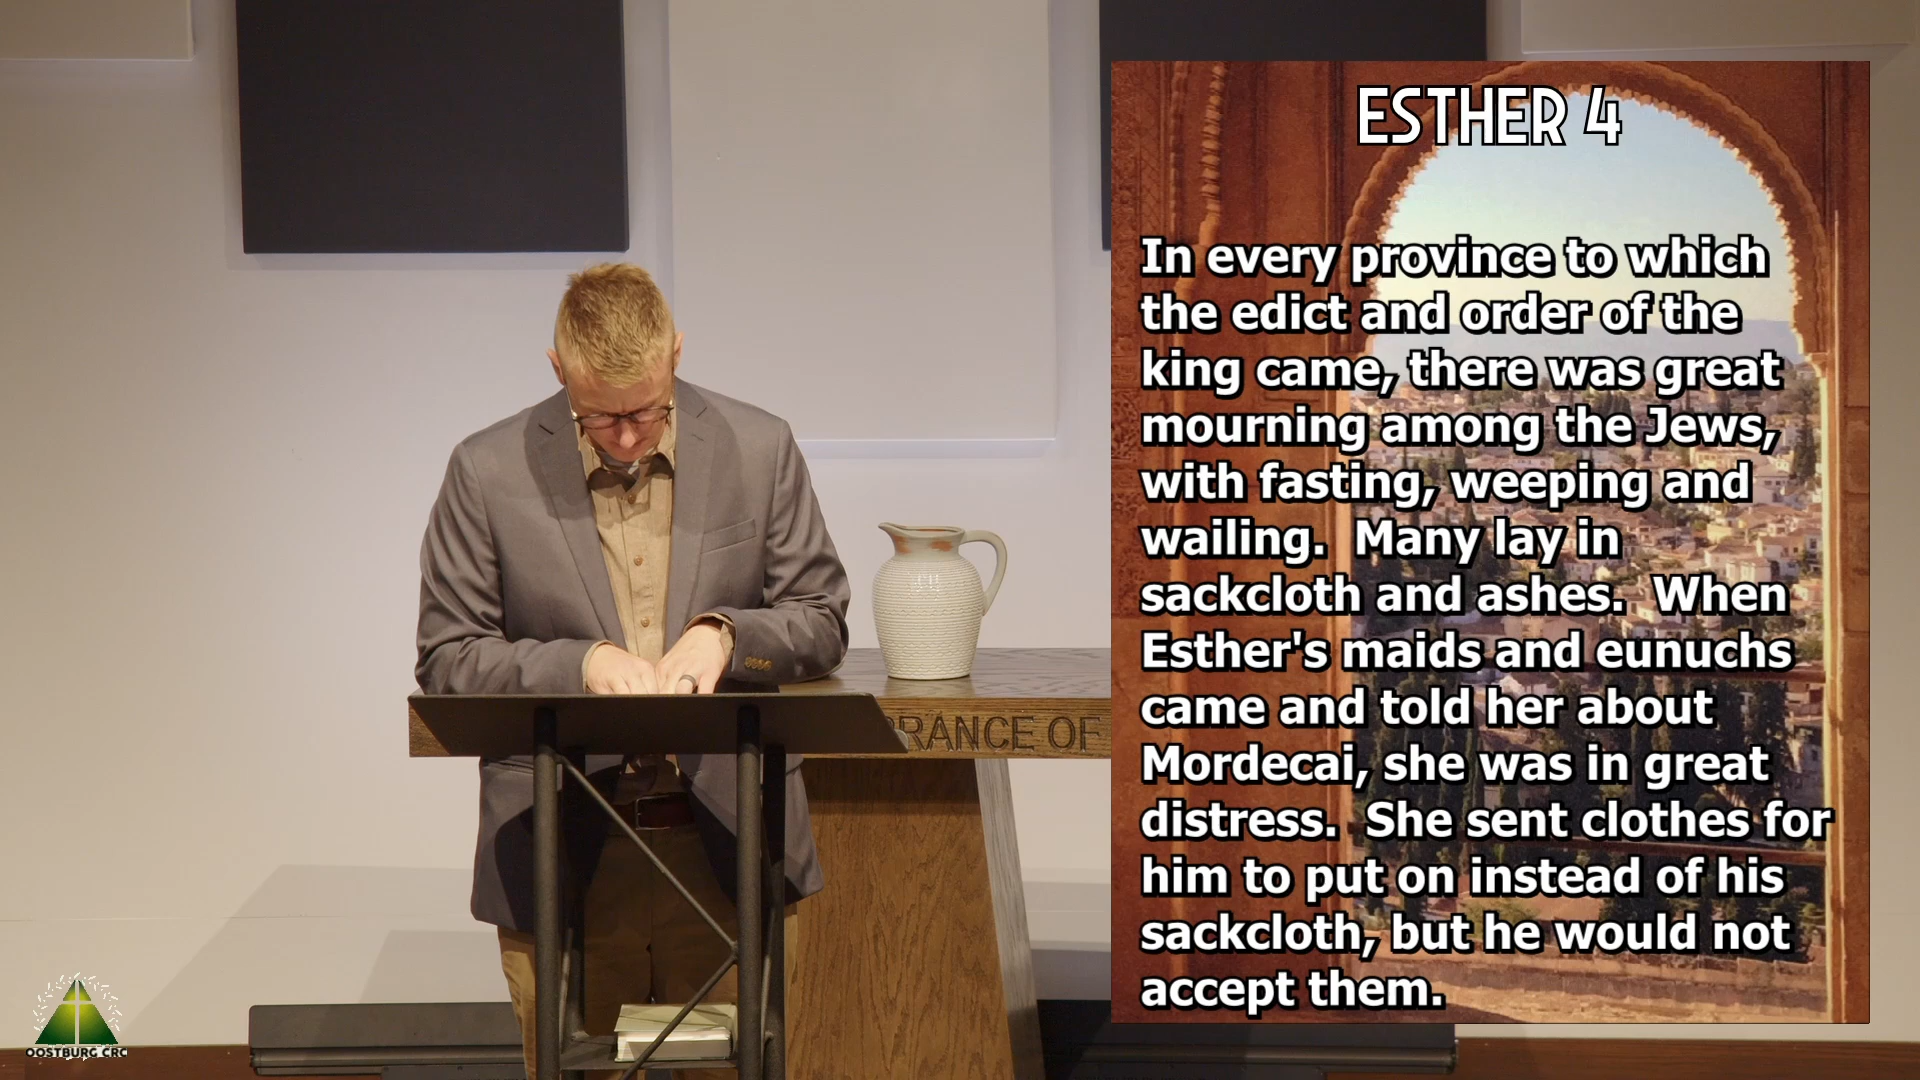 ESTHER 4
In every province to which
the edict and order of the
king came, there was great
mourning among the Jews,
with fasting, weeping and
wailing.  Many lay in
sackcloth and ashes.  When
Esther's maids and eunuchs
came and told her about
Mordecai, she was in great
distress.  She sent clothes for
him to put on instead of his
sackcloth, but he would not
accept them.
RANCE OF
OOSTBURG CRC